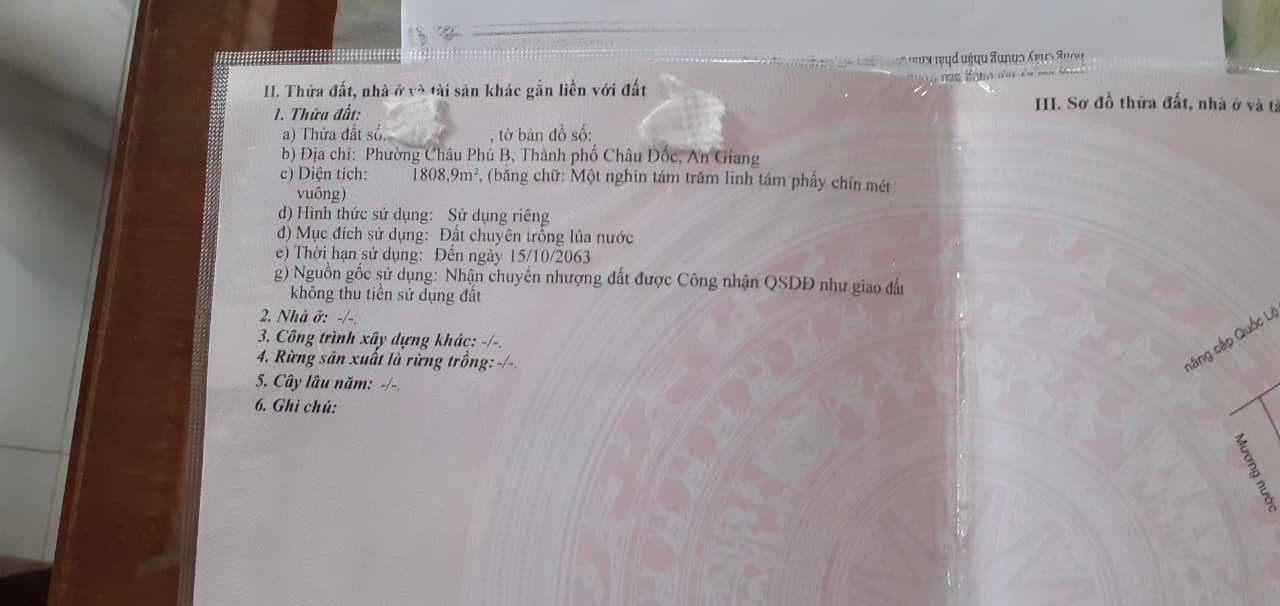 II. Thửa đất, nhà ở và tài sản khác gắn liền với đất
1. Thửa đất:
a) Thửa đất số: , tờ bản đồ số:
b) Địa chỉ: Phường Châu Phú B, Thành phố Châu Đốc, An Giang
c) Diện tích: 1808,9m², (bằng chữ: Một nghìn tám trăm linh tám phẩy chín mét
vuông)
d) Hình thức sử dụng: Sử dụng riêng
đ) Mục đích sử dụng: Đất chuyên trồng lúa nước
e) Thời hạn sử dụng: Đến ngày 15/10/2063
g) Nguồn gốc sử dụng: Nhận chuyển nhượng đất được Công nhận QSDĐ như giao đất
không thu tiền sử dụng đất
2. Nhà ở: -/-.
3. Công trình xây dựng khác: -/-.
4. Rừng sản xuất là rừng trồng: -/-.
5. Cây lâu năm: -/-.
6. Ghi chú:
III. Sơ đồ thửa đất, nhà ở và tà
nâng cấp Quốc Lộ
Mương nước